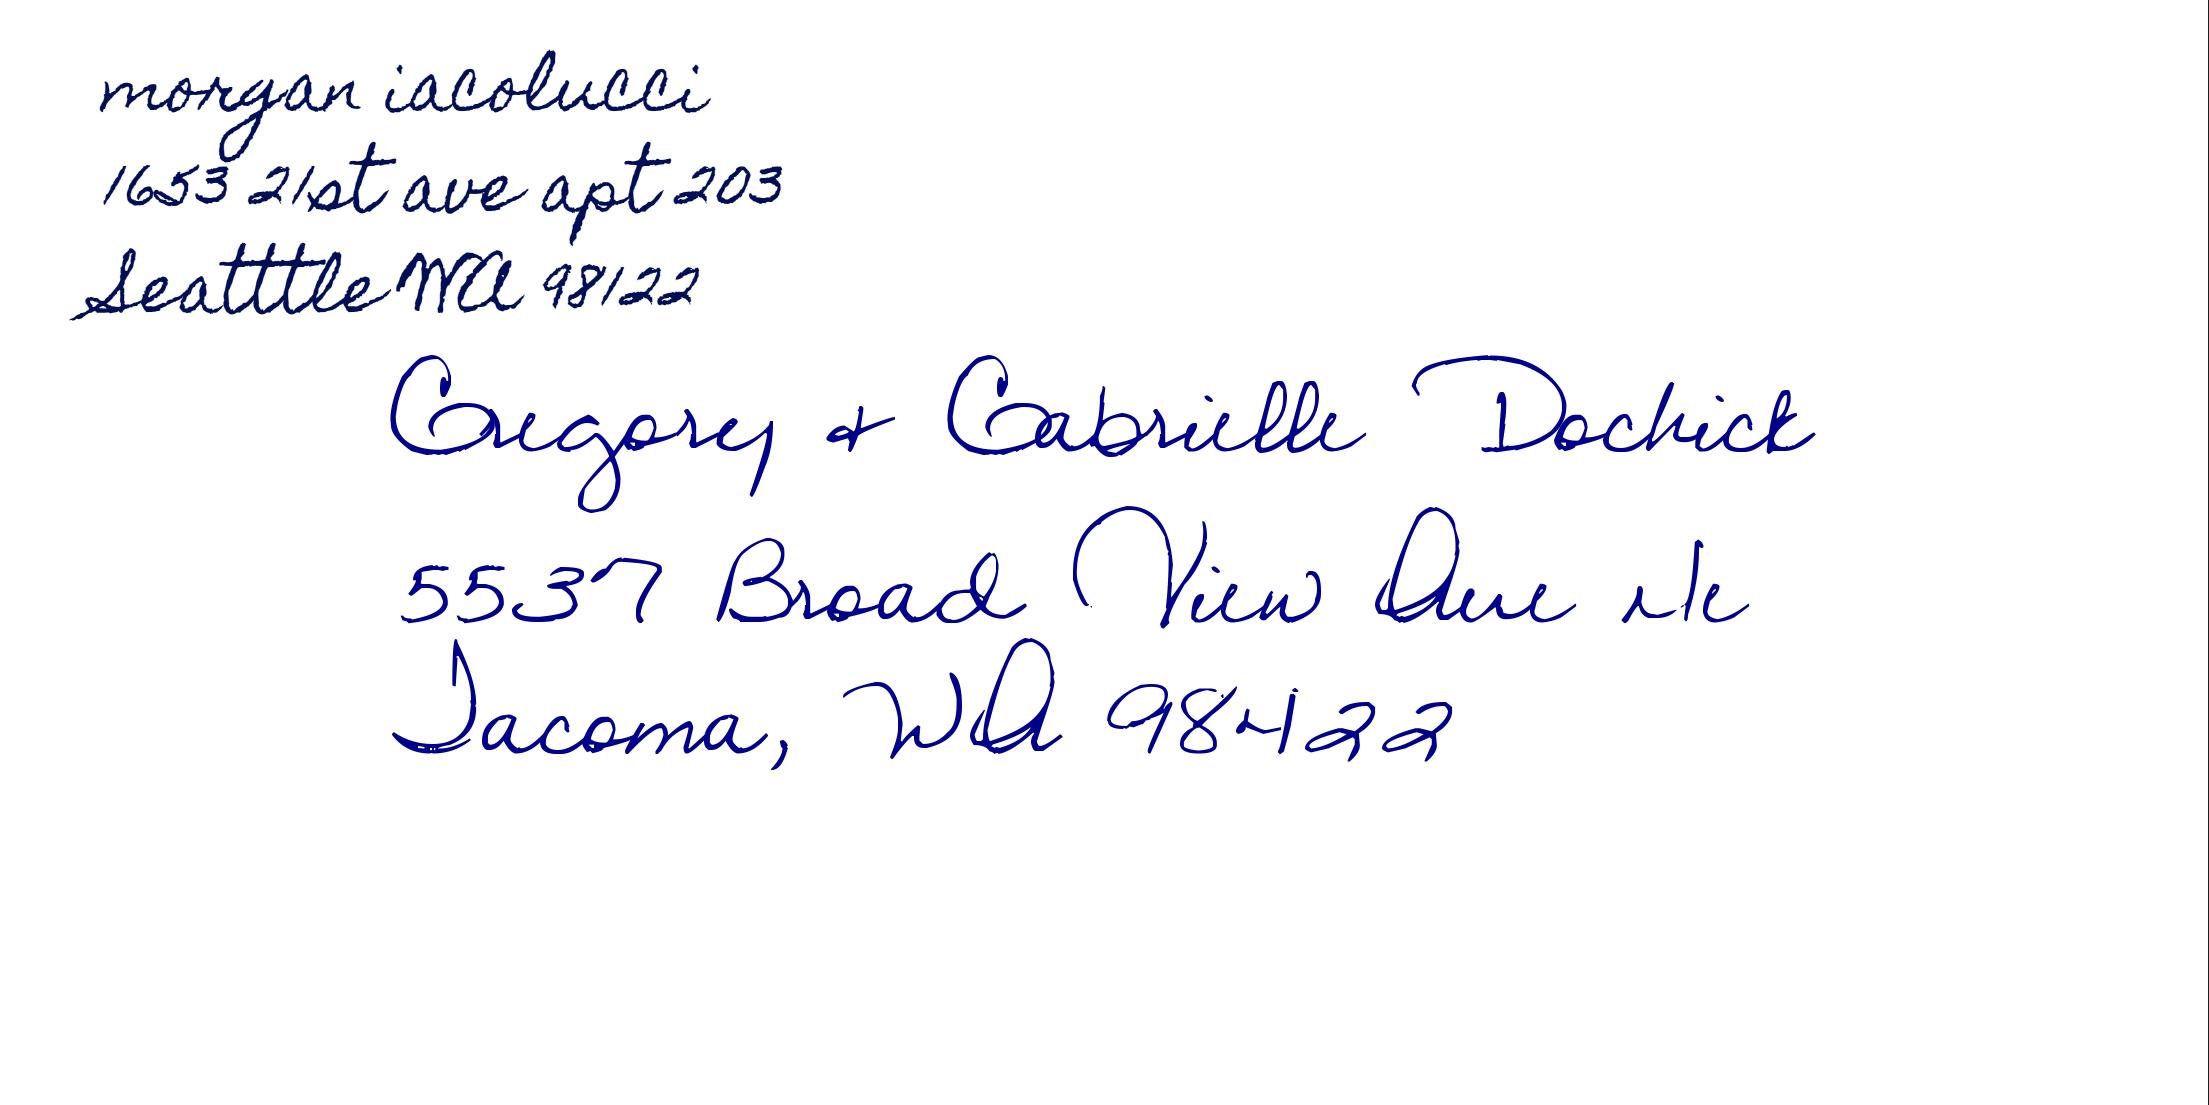 morgan iacolucci
1653 21st ave apt 203
Seatttle WA 98122
Gregory & Gabrielle Dochick
5537 Broad View Ave Ne
Tacoma, WA 98422